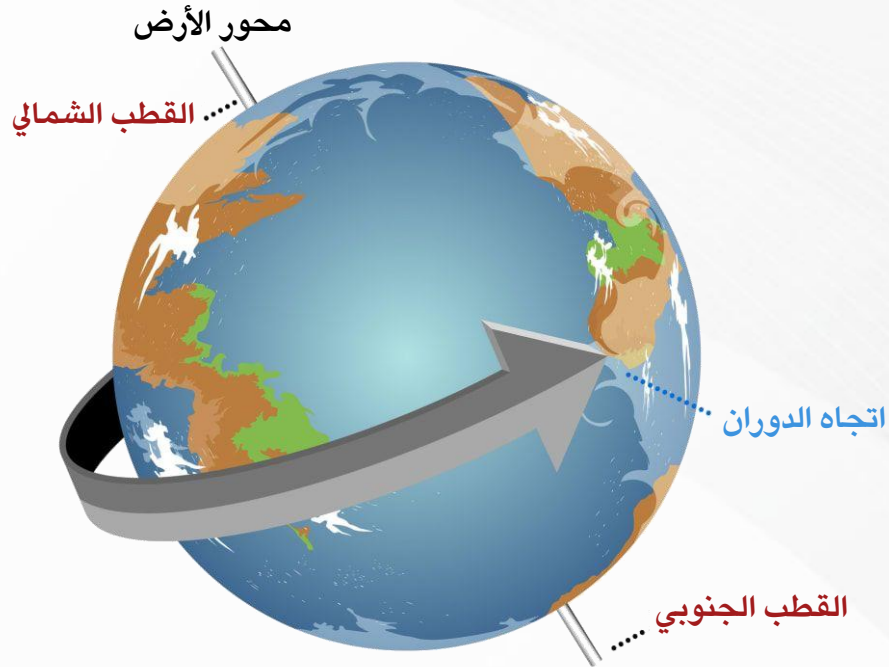 محور الأرض
القطب الشمالي
اتجاه الدوران
القطب الجنوبي